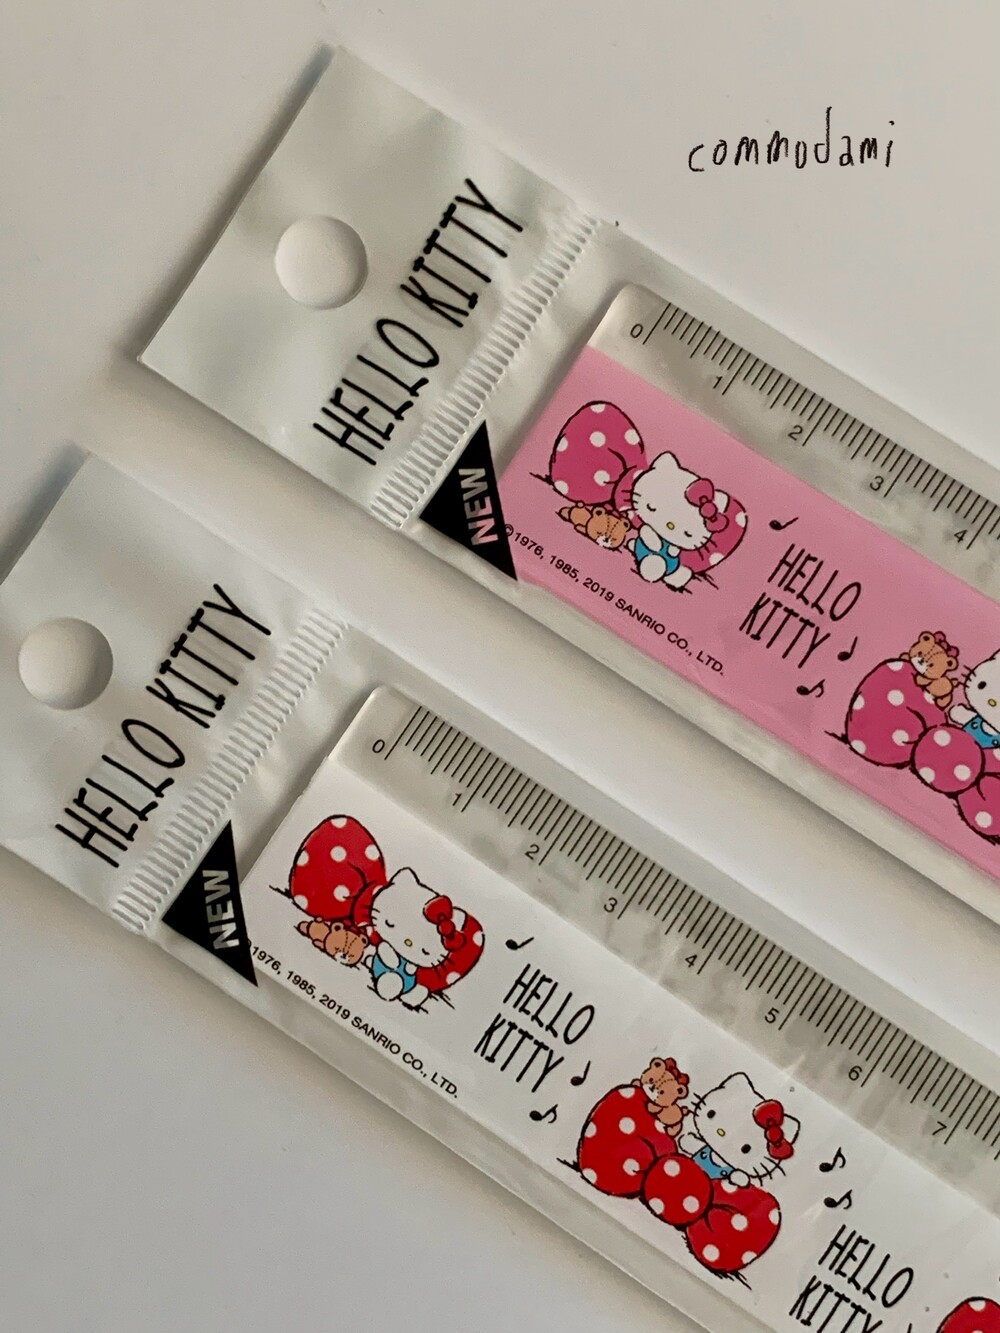 commodami
HELLO KITTY
NEW
0 1 2 3 4
©1976, 1985, 2019 SANRIO CO., LTD.
HELLO
KITTY
HELLO KITTY
NEW
0 1 2 3 4 5 6 7
1976, 1985, 2019 SANRIO CO., LTD.
HELLO
KITTY
HELLO
KITTY